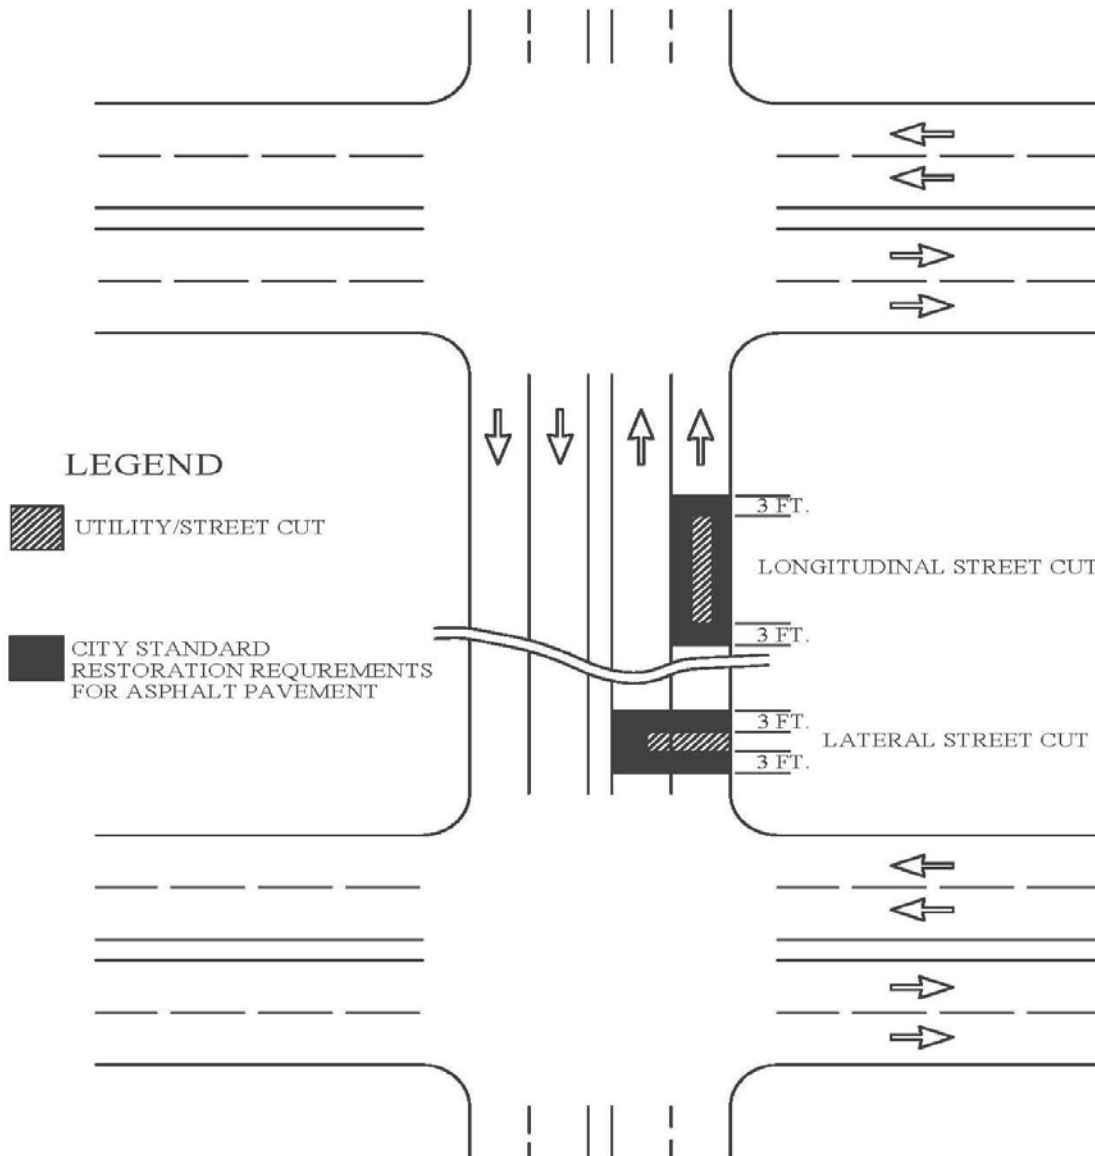 LEGEND
UTILITY/STREET CUT
CITY STANDARD
RESTORATION REQUREMENTS
FOR ASPHALT PAVEMENT
3 FT.
LONGITUDINAL STREET CUT
3 FT.
3 FT.
LATERAL STREET CUT
3 FT.